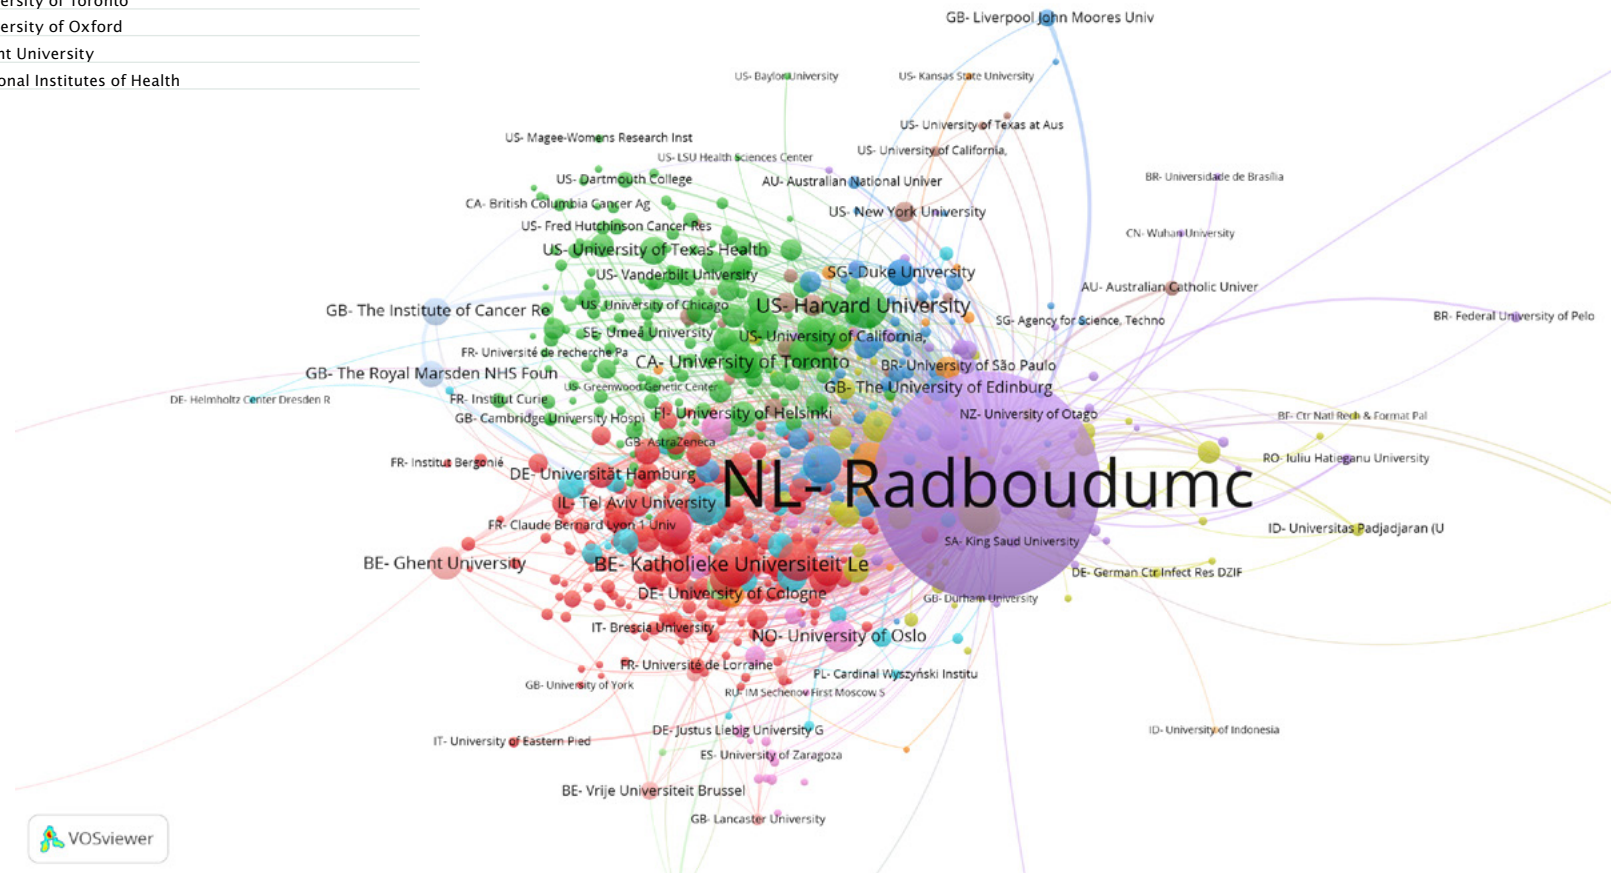 ersity of Toronto
ersity of Oxford
nt University
onal Institutes of Health
GB- Liverpool John Moores Univ
US- Baylor University
US- Kansas State University
US- University of Texas at Aus
US- Magee-Womens Research Inst
US- University of California,
US- LSU Health Sciences Center
US- Dartmouth College
AU- Australian National Univer
BR- Universidade de Brasília
CA- British Columbia Cancer Ag
US- New York University
US- Fred Hutchinson Cancer Res
CN- Wuhan University
US- University of Texas Health
US- Vanderbilt University
SG- Duke University
AU- Australian Catholic Univer
US- University of Chicago
US- Harvard University
GB- The Institute of Cancer Re
SG- Agency for Science, Techno
BR- Federal University of Pelo
SE- Umeå University
US- University of California,
FR- Université de recherche Pa
CA- University of Toronto
BR- University of São Paulo
GB- The Royal Marsden NHS Foun
US- Greenwood Genetic Center
GB- The University of Edinburg
DE- Helmholtz Center Dresden R
FR- Institut Curie
GB- Cambridge University Hospi
FI- University of Helsinki
NZ- University of Otago
BF- Ctr Natl Rech & Format Pal
GB- AstraZeneca
FR- Institut Bergonié
RO- Iuliu Hatieganu University
DE- Universität Hamburg
NL- Radboudumc
IL- Tel Aviv University
FR- Claude Bernard Lyon 1 Univ
ID- Universitas Padjadjaran (U
SA- King Saud University
BE- Ghent University
BE- Katholieke Universiteit Le
DE- German Ctr Infect Res DZIF
DE- University of Cologne
GB- Durham University
IT- Brescia University
NO- University of Oslo
FR- Université de Lorraine
PL- Cardinal Wyszyński Institu
GB- University of York
RU- IM Sechenov First Moscow S
DE- Justus Liebig University G
ID- University of Indonesia
IT- University of Eastern Pied
ES- University of Zaragoza
BE- Vrije Universiteit Brussel
GB- Lancaster University
VOSviewer